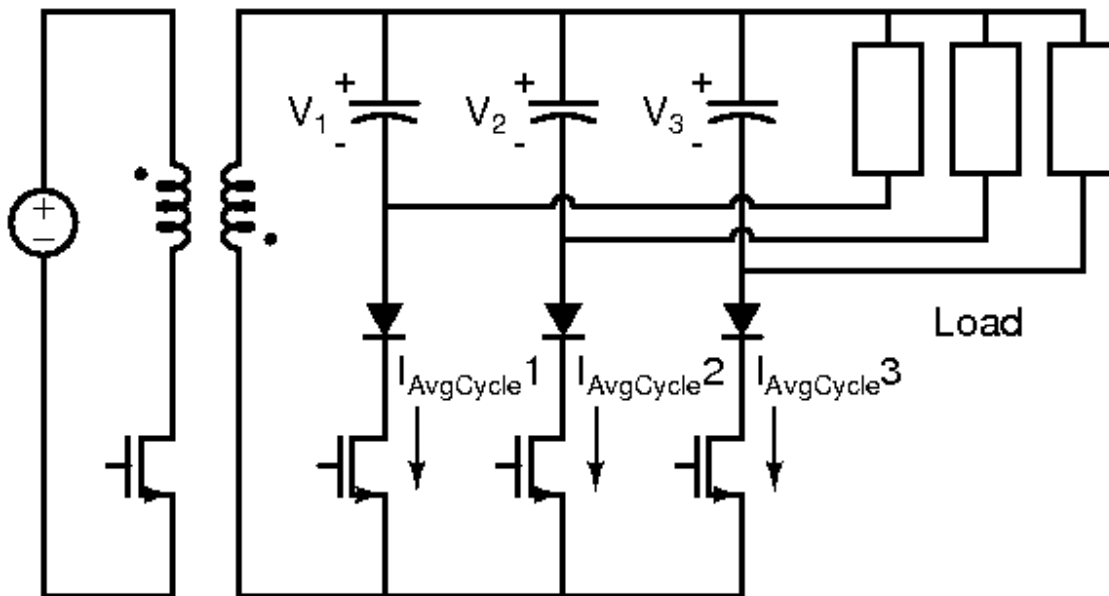 + + +
V1 V2 V3
- - -
+
−
Load
IAvgCycle1 IAvgCycle2 IAvgCycle3